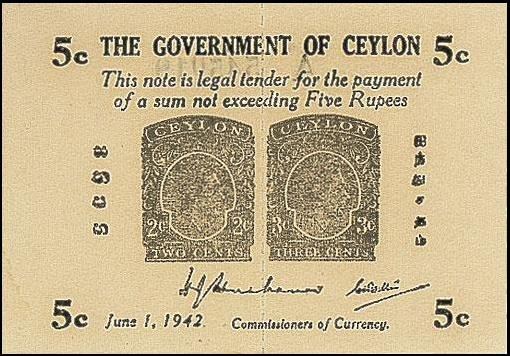 5c THE GOVERNMENT OF CEYLON 5c
This note is legal tender for the payment
of a sum not exceeding Five Rupees
CEYLON CEYLON
2c 2c 3c 3c
TWO CENTS THREE CENTS
5c June 1, 1942. Commissioners of Currency. 5c